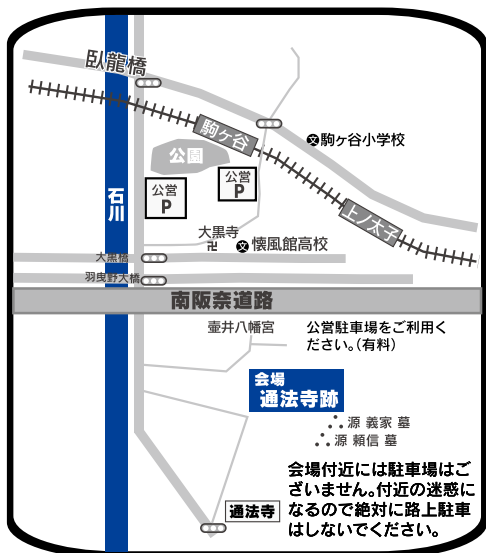 臥龍橋
駒ヶ谷
文駒ヶ谷小学校
公園
公営
P
公営
P
石川
上ノ太子
大黒寺
卍
文 懐風館高校
大黒橋
羽曳野大橋
南阪奈道路
壷井八幡宮
公営駐車場をご利用く
ださい。(有料)
会場
通法寺跡
源 義家 墓
源 頼信 墓
会場付近には駐車場はご
ざいません。付近の迷惑に
なるので絶対に路上駐車
はしないでください。
通法寺